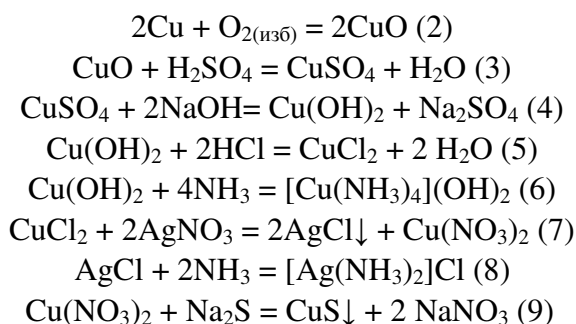 2Cu + O₂₍изб₎ = 2CuO (2)
CuO + H₂SO₄ = CuSO₄ + H₂O (3)
CuSO₄ + 2NaOH= Cu(OH)₂ + Na₂SO₄ (4)
Cu(OH)₂ + 2HCl = CuCl₂ + 2 H₂O (5)
Cu(OH)₂ + 4NH₃ = [Cu(NH₃)₄](OH)₂ (6)
CuCl₂ + 2AgNO₃ = 2AgCl↓ + Cu(NO₃)₂ (7)
AgCl + 2NH₃ = [Ag(NH₃)₂]Cl (8)
Cu(NO₃)₂ + Na₂S = CuS↓ + 2 NaNO₃ (9)